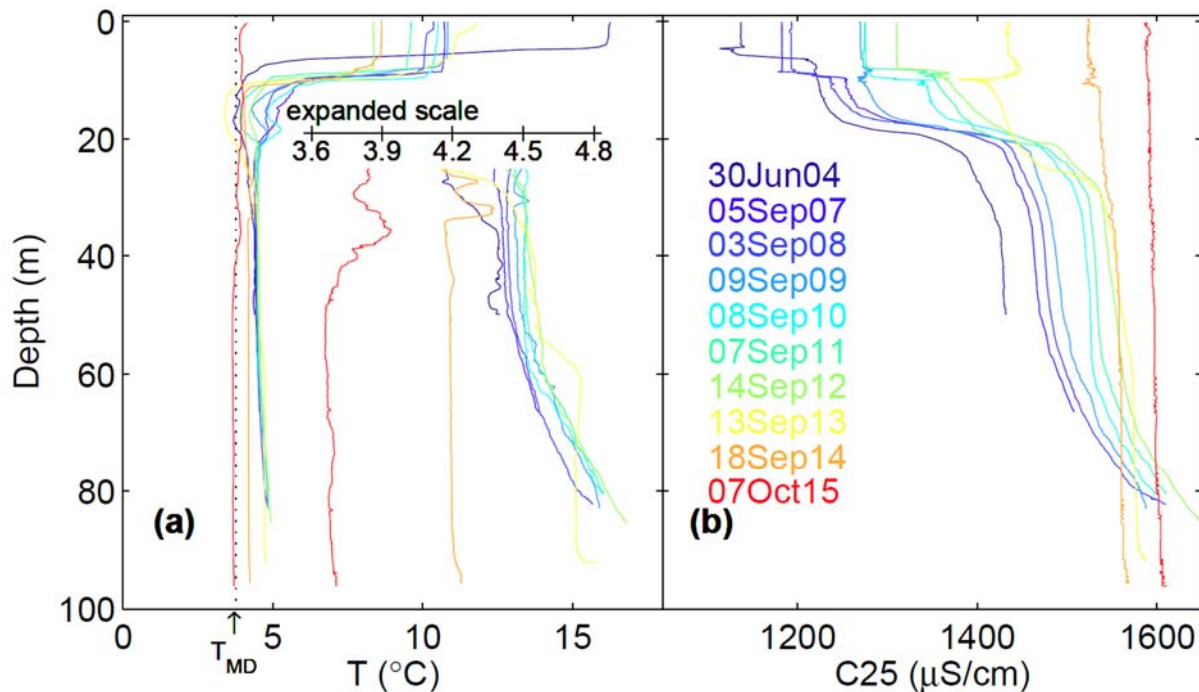 0
20
40
60
80
100
Depth (m)
expanded scale
3.6 3.9 4.2 4.5 4.8
(a)
0 5 10 15
↑
T_MD
T (°C)
30Jun04
05Sep07
03Sep08
09Sep09
08Sep10
07Sep11
14Sep12
13Sep13
18Sep14
07Oct15
(b)
1200 1400 1600
C25 (μS/cm)